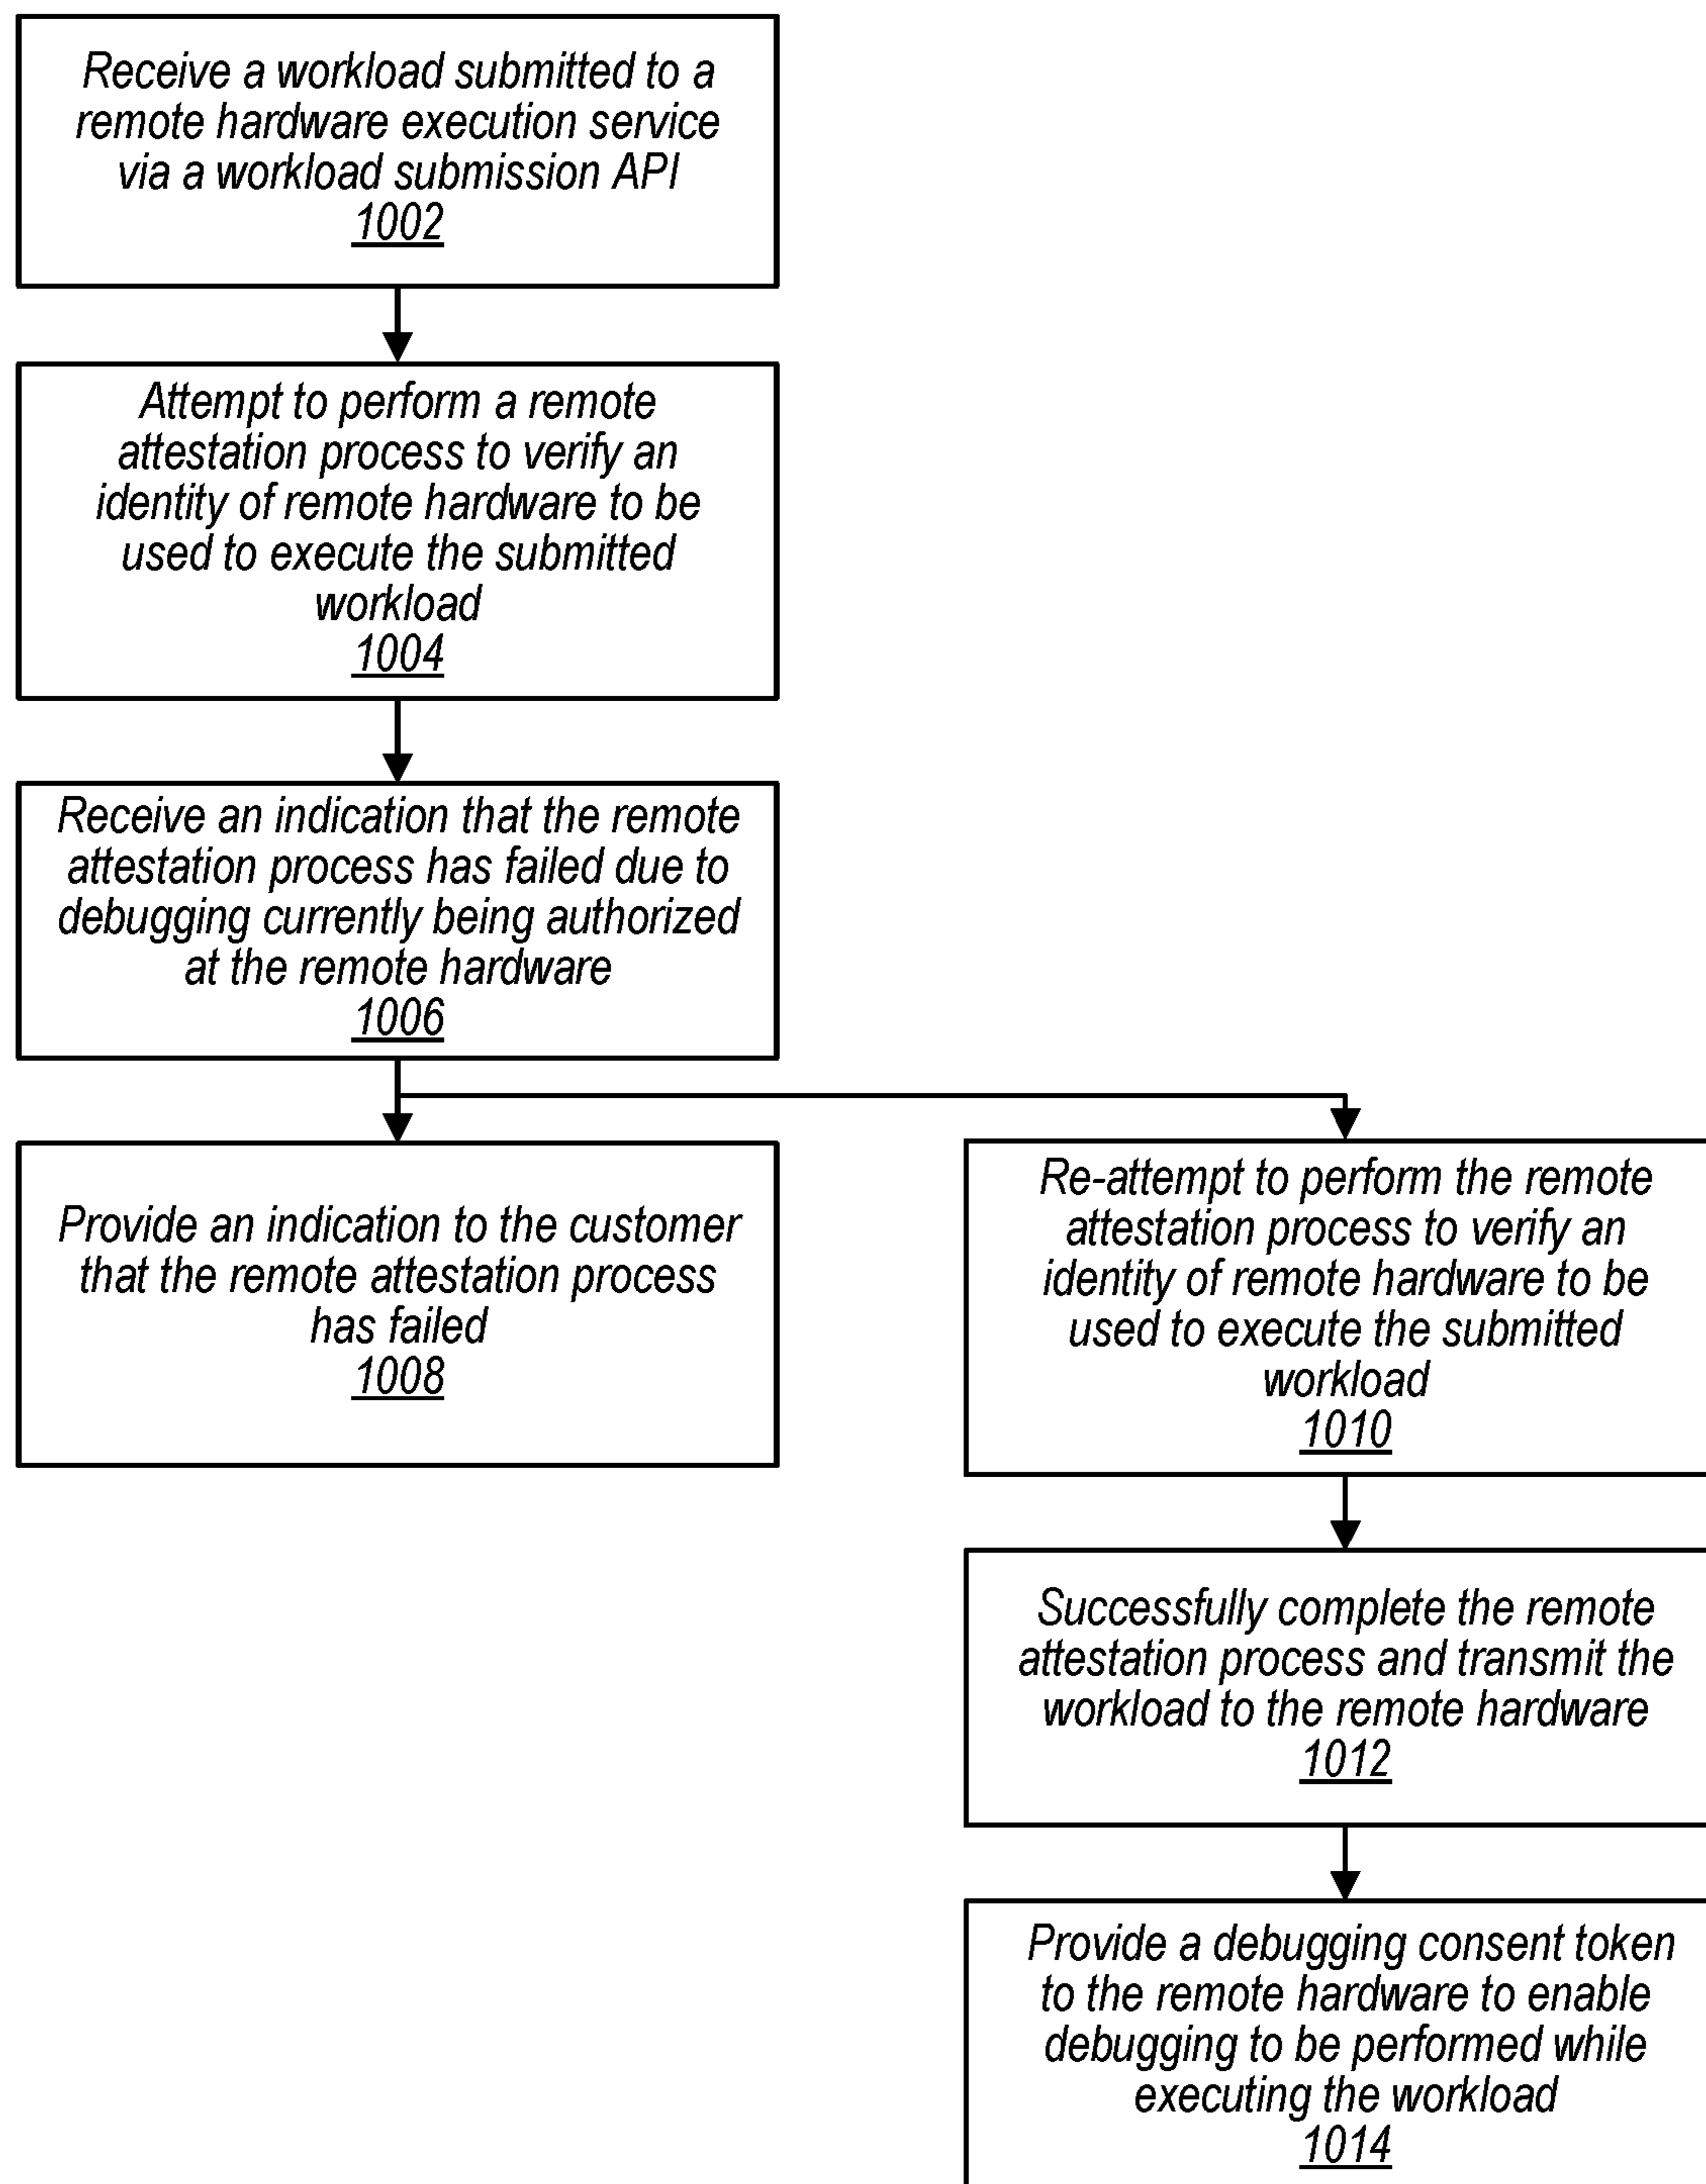 Receive a workload submitted to a
remote hardware execution service
via a workload submission API
1002
Attempt to perform a remote
attestation process to verify an
identity of remote hardware to be
used to execute the submitted
workload
1004
Receive an indication that the remote
attestation process has failed due to
debugging currently being authorized
at the remote hardware
1006
Provide an indication to the customer
that the remote attestation process
has failed
1008
Re-attempt to perform the remote
attestation process to verify an
identity of remote hardware to be
used to execute the submitted
workload
1010
Successfully complete the remote
attestation process and transmit the
workload to the remote hardware
1012
Provide a debugging consent token
to the remote hardware to enable
debugging to be performed while
executing the workload
1014